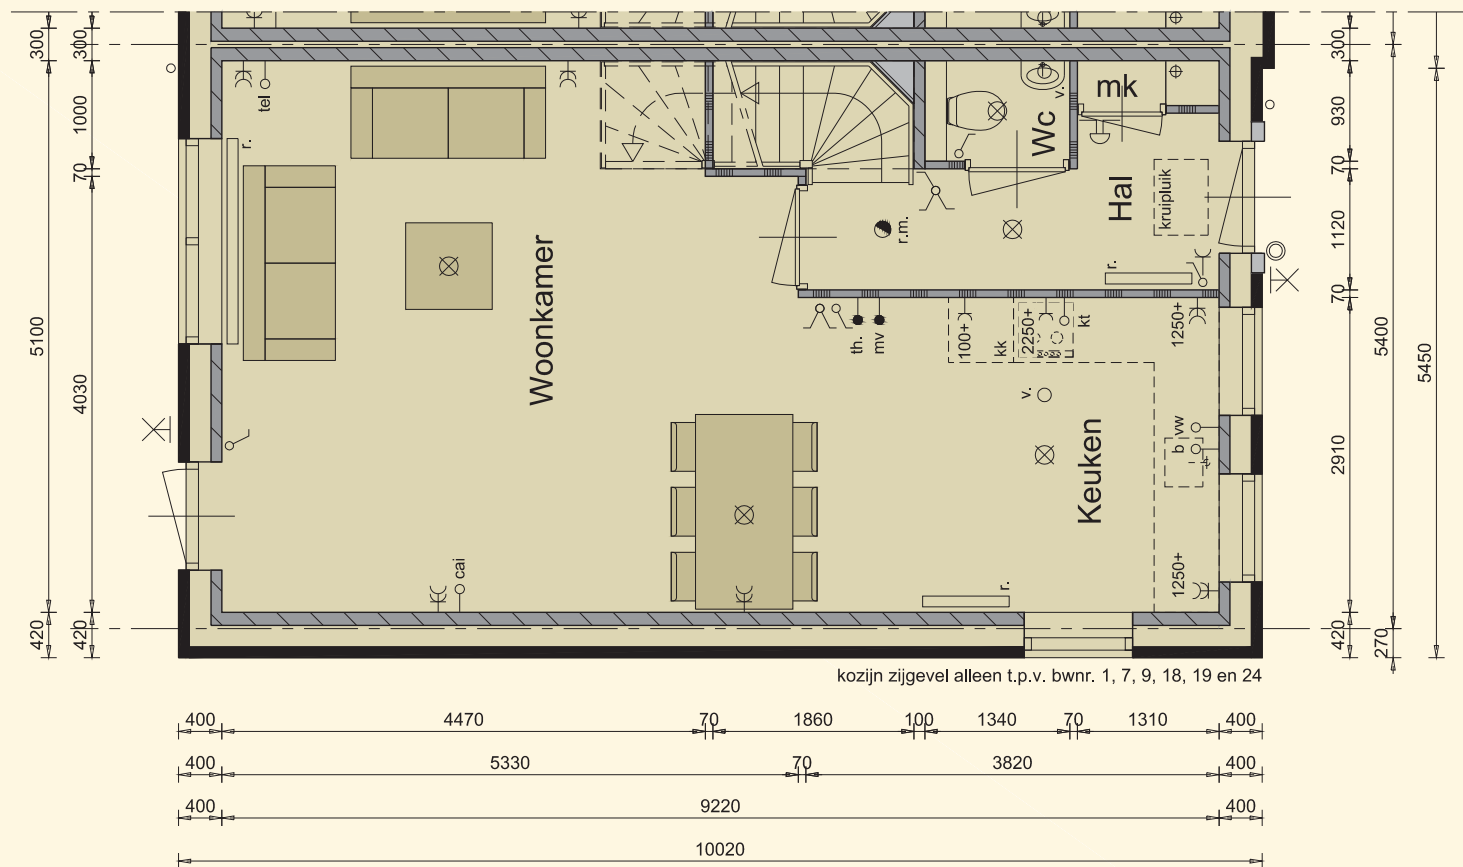 300
300
1000
70
5100
4030
420
420
300
930
70
1120
70
2910
420
5400
270
5450
tel
r.
Woonkamer
cai
Wc
v.
mk
Hal
kruipluik
r.m.
r.
th.
mv
100+
kk
2250+
kt
1250+
v.
Keuken
b
vw
1250+
r.
kozijn zijgevel alleen t.p.v. bwnr. 1, 7, 9, 18, 19 en 24
400 4470 70 1860 100 1340 70 1310 400
400 5330 70 3820 400
400 9220 400
10020